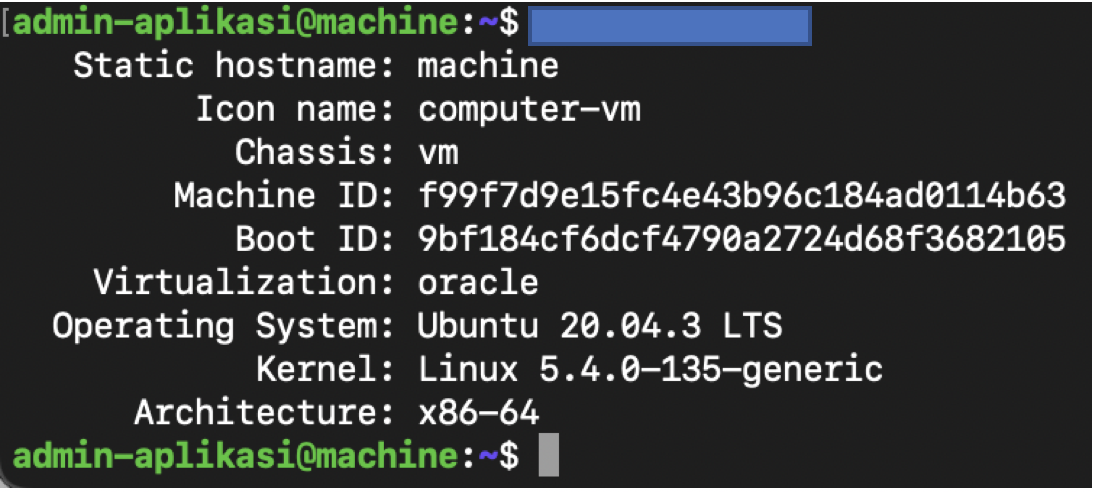 [admin-aplikasi@machine:~$
Static hostname: machine
Icon name: computer-vm
Chassis: vm
Machine ID: f99f7d9e15fc4e43b96c184ad0114b63
Boot ID: 9bf184cf6dcf4790a2724d68f3682105
Virtualization: oracle
Operating System: Ubuntu 20.04.3 LTS
Kernel: Linux 5.4.0-135-generic
Architecture: x86-64
admin-aplikasi@machine:~$